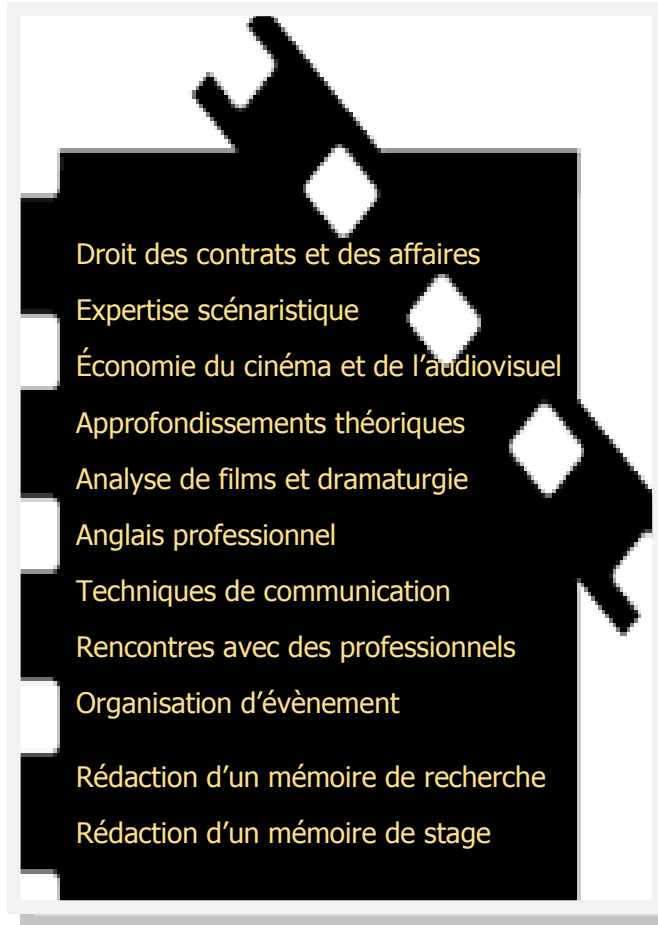 Droit des contrats et des affaires
Expertise scénaristique
Économie du cinéma et de l’audiovisuel
Approfondissements théoriques
Analyse de films et dramaturgie
Anglais professionnel
Techniques de communication
Rencontres avec des professionnels
Organisation d’évènement
Rédaction d’un mémoire de recherche
Rédaction d’un mémoire de stage